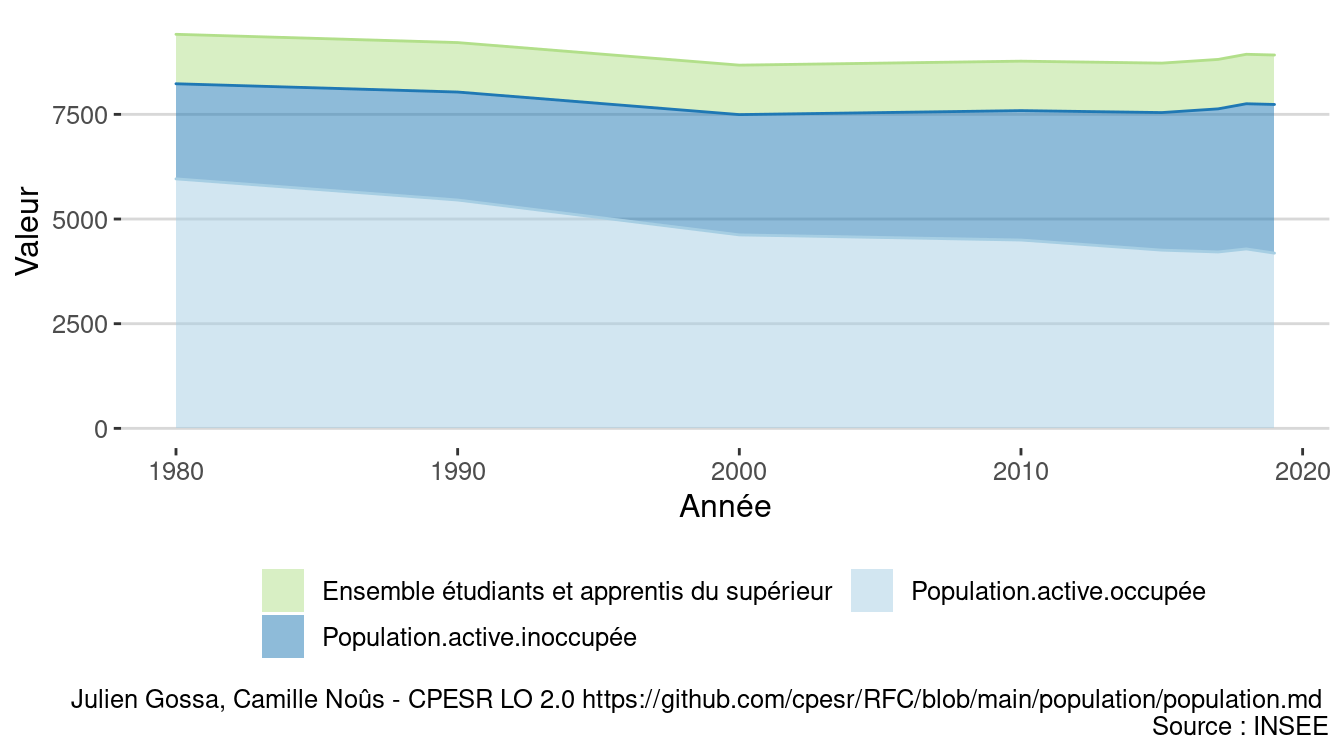 7500
5000
2500
0
Valeur
1980 1990 2000 2010 2020
Année
Ensemble étudiants et apprentis du supérieur Population.active.occupée
Population.active.inoccupée
Julien Gossa, Camille Noûs - CPESR LO 2.0 https://github.com/cpesr/RFC/blob/main/population/population.md
Source : INSEE